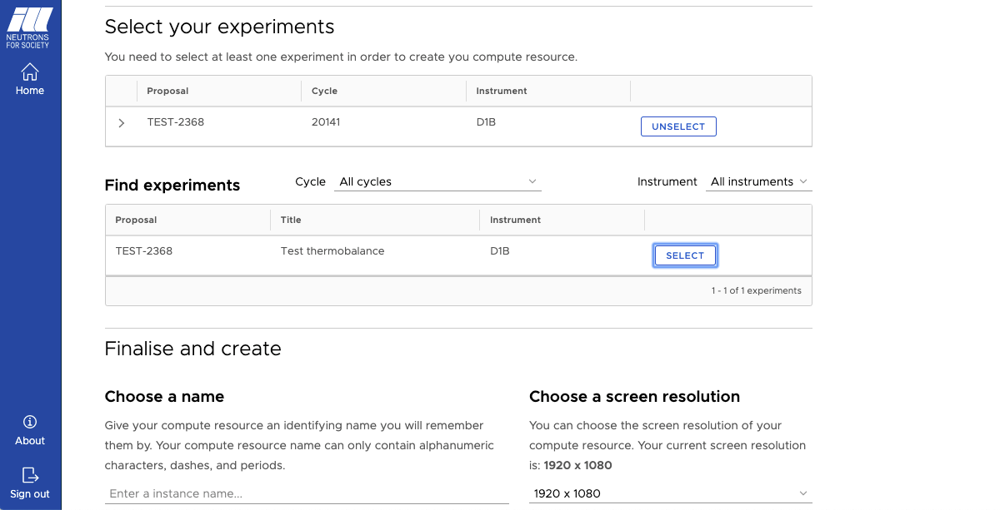 NEUTRONS
FOR SOCIETY
Home
About
Sign out
Select your experiments
You need to select at least one experiment in order to create you compute resource.
Proposal Cycle Instrument
TEST-2368 20141 D1B UNSELECT
Find experiments Cycle All cycles Instrument All instruments
Proposal Title Instrument
TEST-2368 Test thermobalance D1B SELECT
1 - 1 of 1 experiments
Finalise and create
Choose a name
Give your compute resource an identifying name you will remember
them by. Your compute resource name can only contain alphanumeric
characters, dashes, and periods.
Enter a instance name...
Choose a screen resolution
You can choose the screen resolution of your
compute resource. Your current screen resolution
is: 1920 x 1080
1920 x 1080